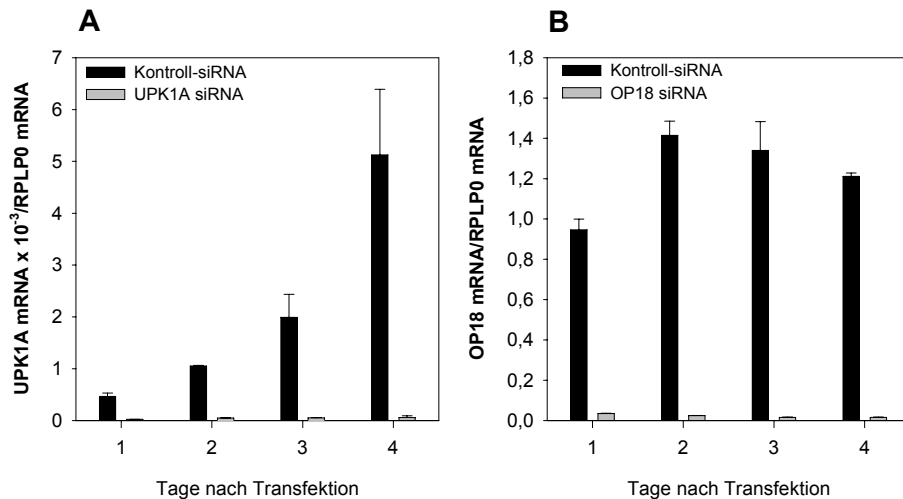 A
UPK1A mRNA x 10⁻³/RPLP0 mRNA
7
6
5
4
3
2
1
0
Kontroll-siRNA
UPK1A siRNA
1 2 3 4
Tage nach Transfektion
B
OP18 mRNA/RPLP0 mRNA
1,8
1,6
1,4
1,2
1,0
0,8
0,6
0,4
0,2
0,0
Kontroll-siRNA
OP18 siRNA
1 2 3 4
Tage nach Transfektion